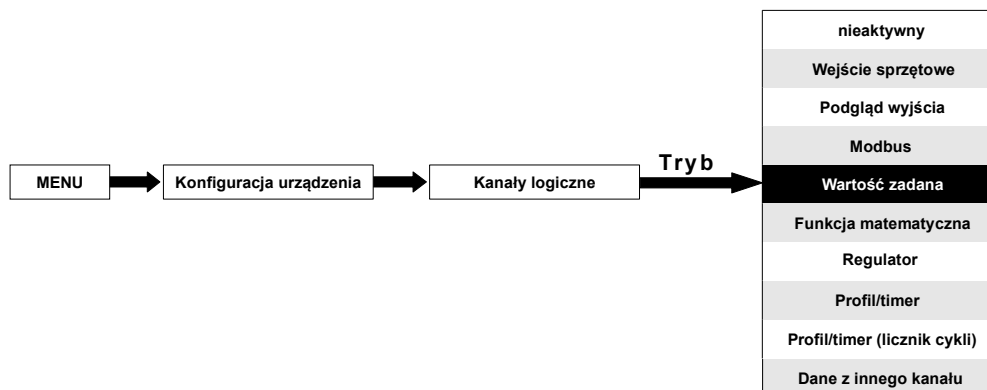 MENU
Konfiguracja urządzenia
Kanały logiczne
Tryb
nieaktywny
Wejście sprzętowe
Podgląd wyjścia
Modbus
Wartość zadana
Funkcja matematyczna
Regulator
Profil/timer
Profil/timer (licznik cykli)
Dane z innego kanału